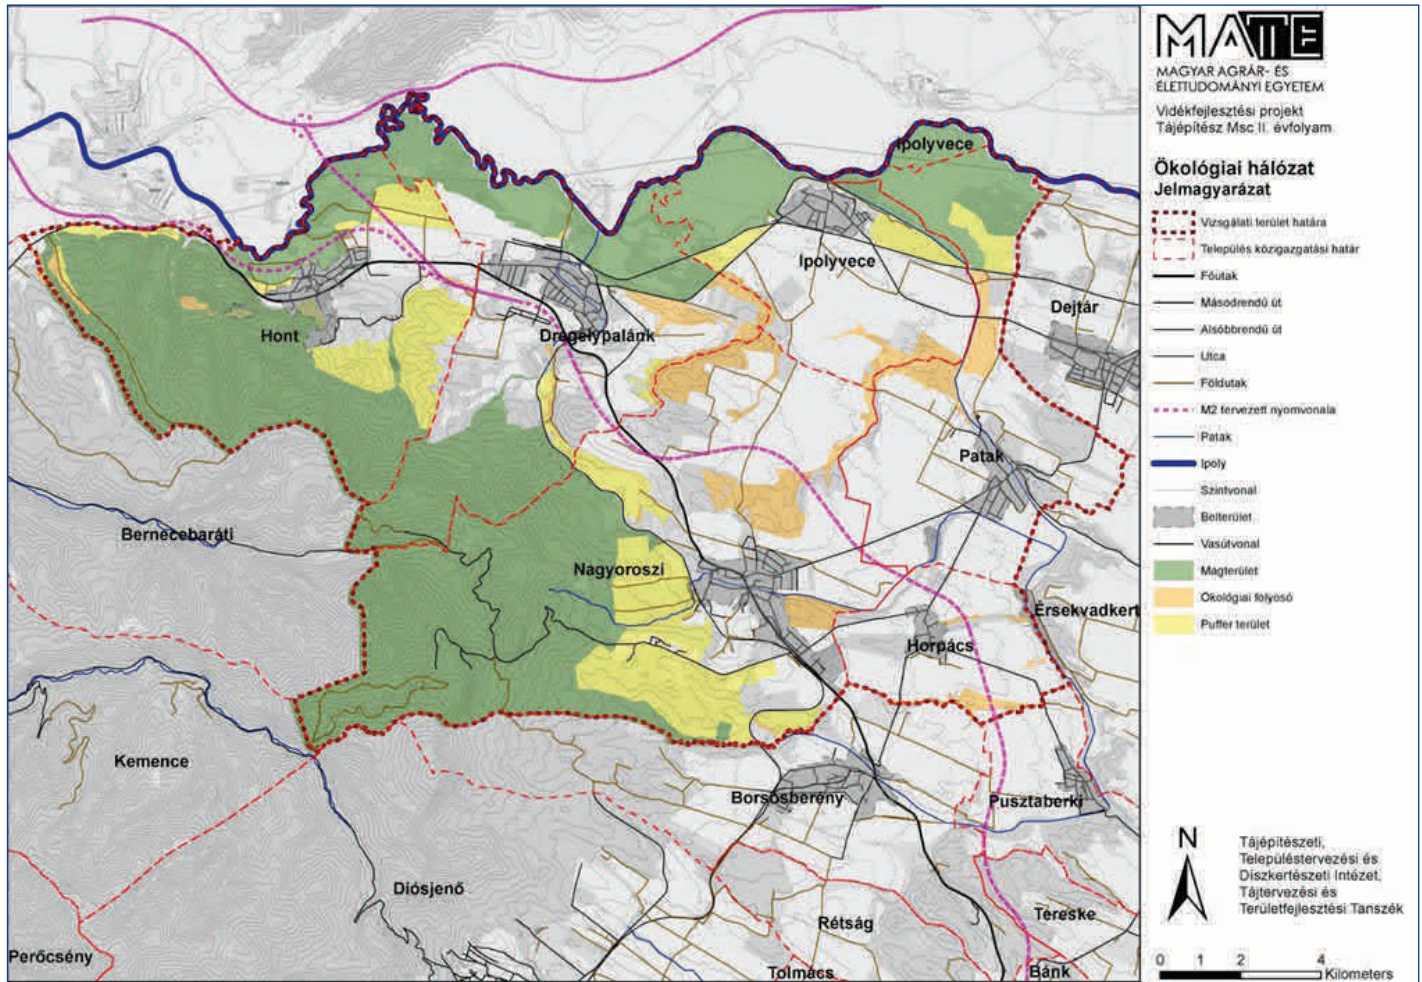 Ipolyvece
Ipolyvece
Dejtár
Hont
Drégelypalánk
Patak
Bernecebaráti
Nagyoroszi
Érsekvadkert
Horpács
Kemence
Borsosberény
Pusztaberki
Diósjenő
Rétság
Tereske
Perőcsény
Tolmács
Bánk
MATE
MAGYAR AGRÁR- ÉS
ÉLETTUDOMÁNYI EGYETEM
Vidékfejlesztési projekt
Tájépítész Msc II. évfolyam
Ökológiai hálózat
Jelmagyarázat
Vizsgálati terület határa
Település közigazgatási határ
Főutak
Másodrendű út
Alsóbbrendű út
Utca
Földutak
M2 tervezett nyomvonala
Patak
Ipoly
Szintvonal
Belterület
Vasútvonal
Magterület
Ökológiai folyosó
Puffer terület
N
Tájépítészeti,
Településtervezési és
Díszkertészeti Intézet,
Tájtervezési és
Területfejlesztési Tanszék
0 1 2 4
Kilometers